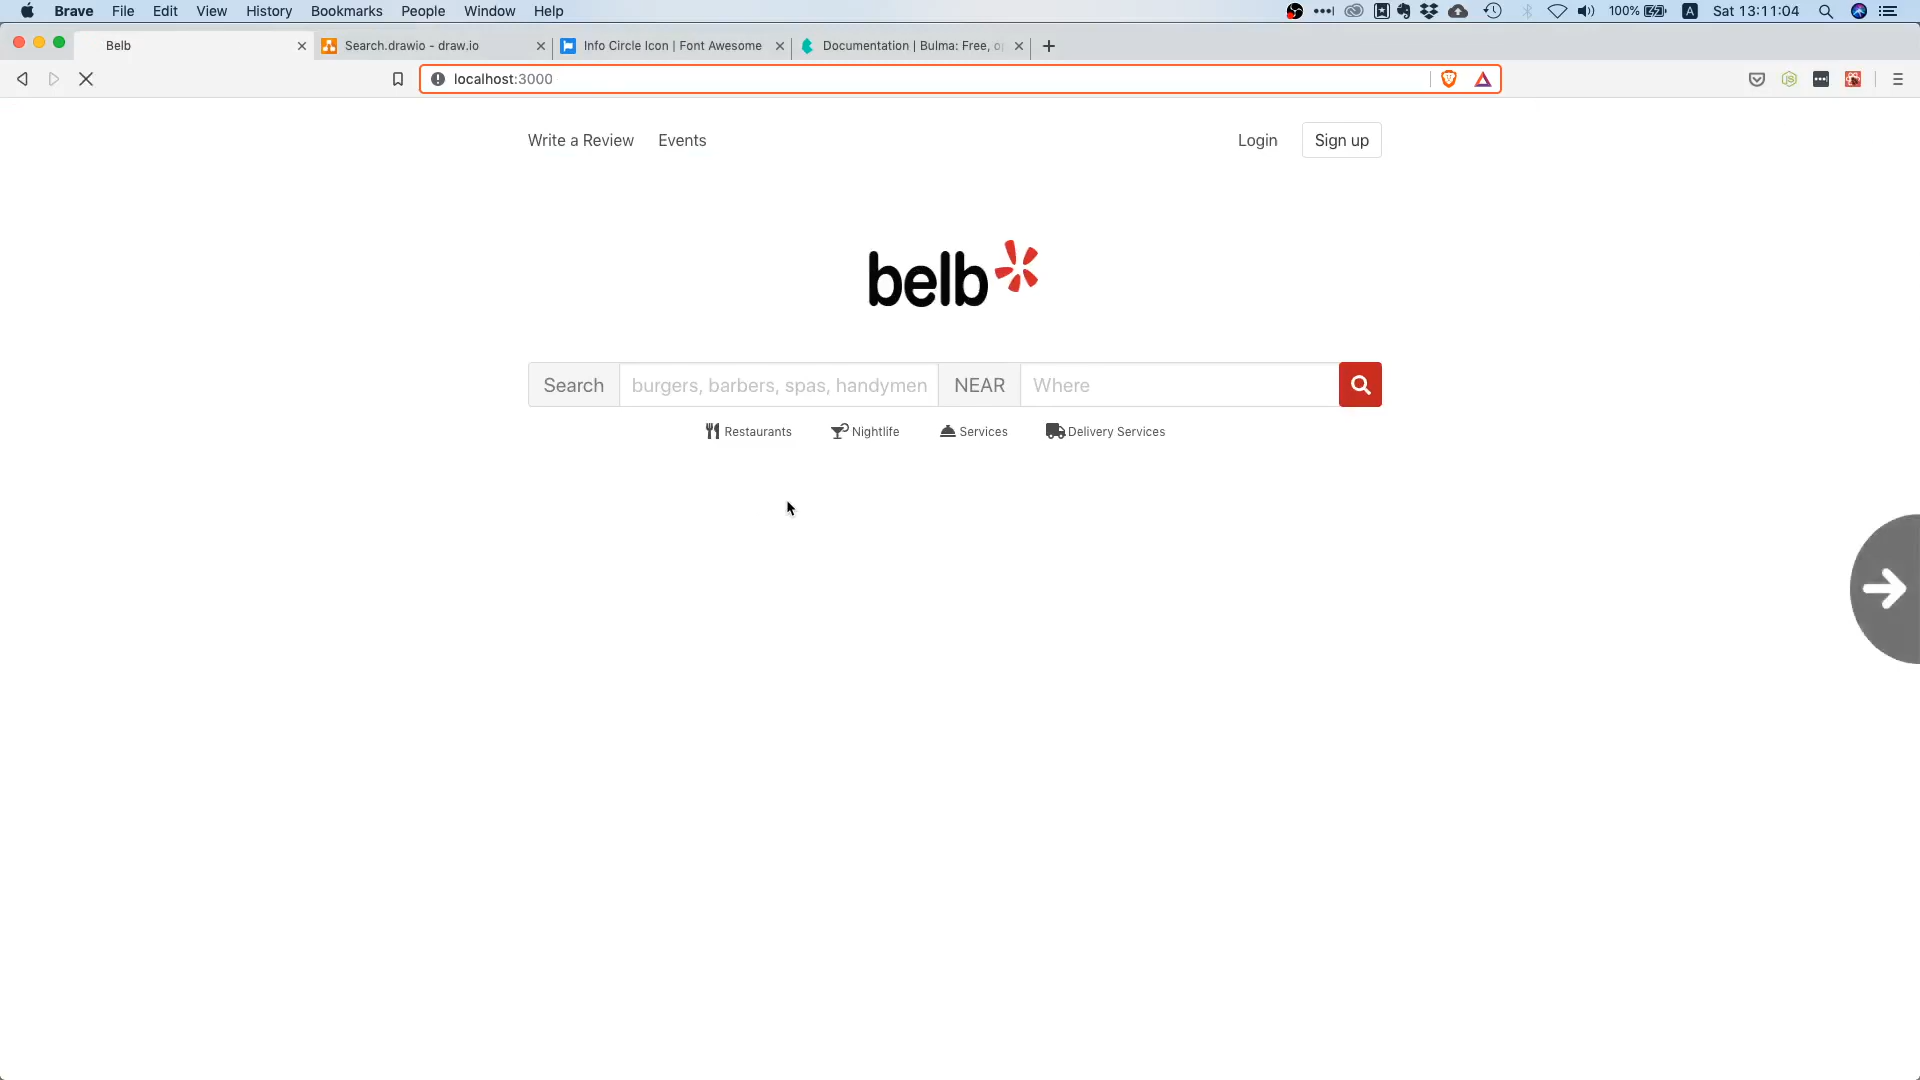 Brave File Edit View History Bookmarks People Window Help 100% A Sat 13:11:04
Belb Search.drawio - draw.io Info Circle Icon | Font Awesome Documentation | Bulma: Free, o
localhost:3000
Write a Review Events Login Sign up
belb
Search burgers, barbers, spas, handymen NEAR Where
Restaurants Nightlife Services Delivery Services